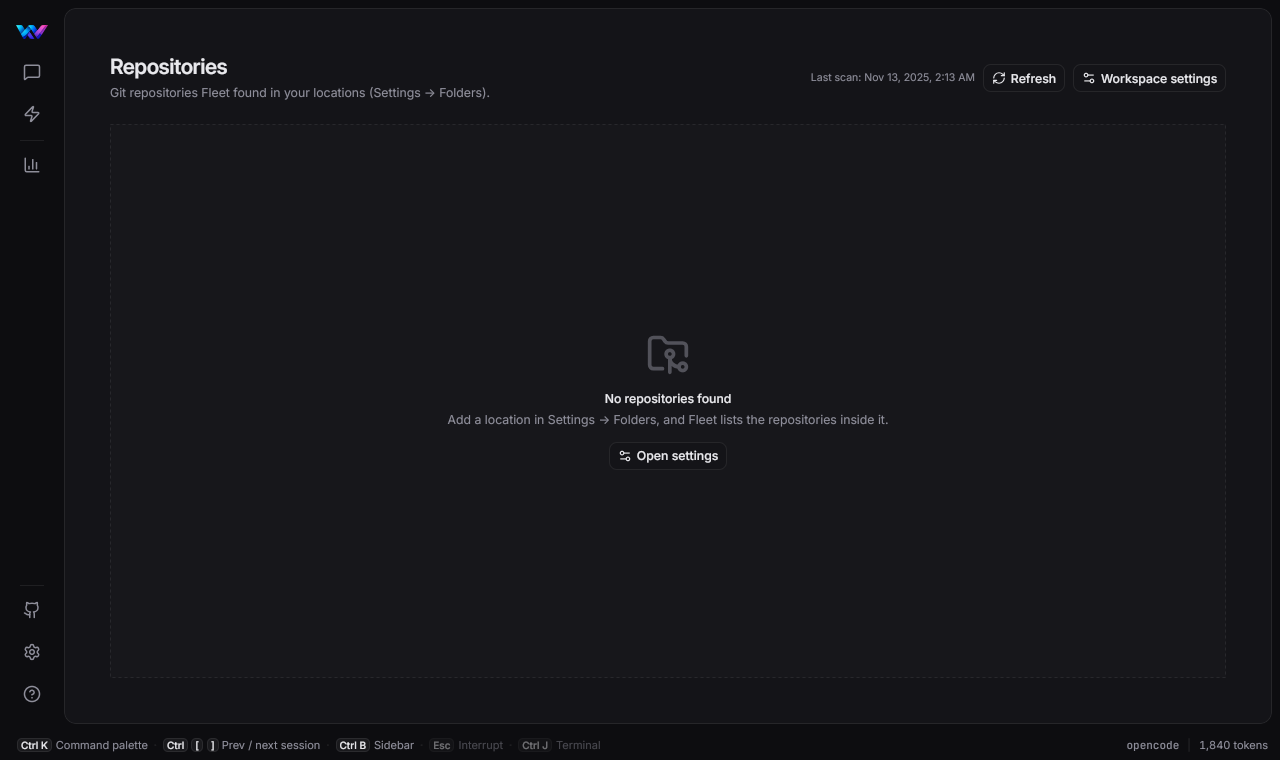 Repositories
Git repositories Fleet found in your locations (Settings → Folders).
Last scan: Nov 13, 2025, 2:13 AM
Refresh
Workspace settings
No repositories found
Add a location in Settings → Folders, and Fleet lists the repositories inside it.
Open settings
Ctrl K Command palette · Ctrl [ ] Prev / next session · Ctrl B Sidebar · Esc Interrupt · Ctrl J Terminal
opencode | 1,840 tokens